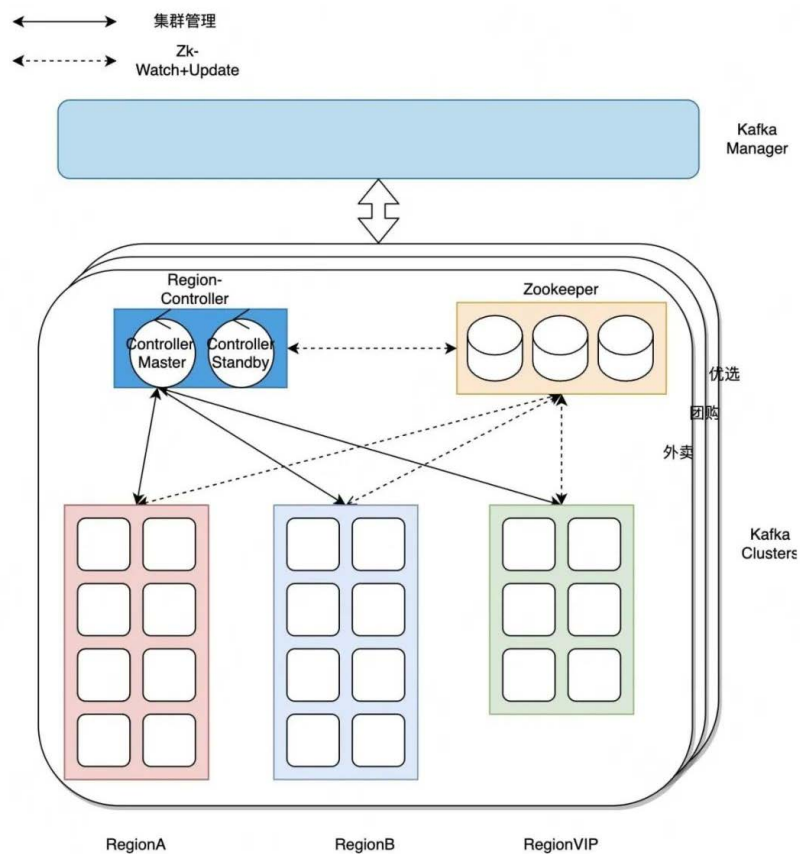 集群管理
Zk-
Watch+Update
Kafka
Manager
Region-
Controller
Zookeeper
Controller
Master
Controller
Standby
优选
团购
外卖
Kafka
Clusters
RegionA
RegionB
RegionVIP